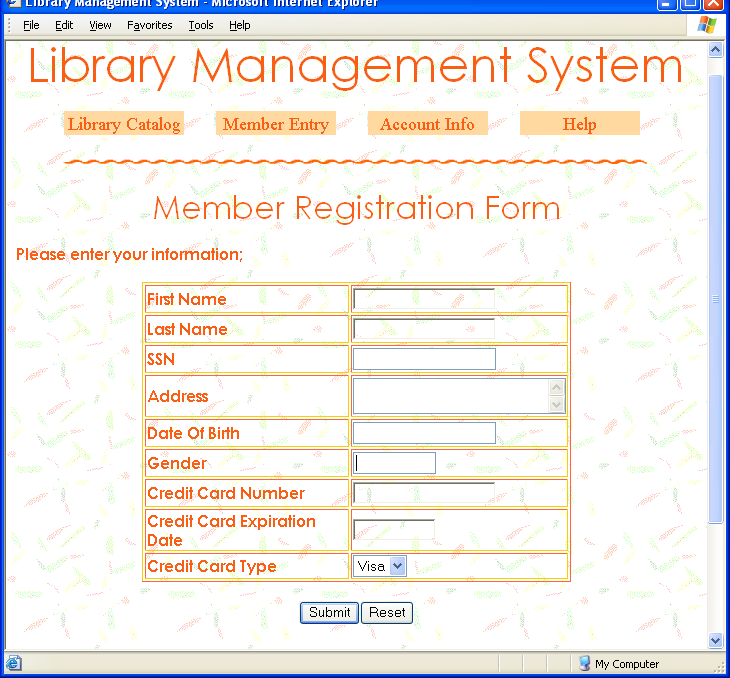 Library Management System - Microsoft Internet Explorer
File Edit View Favorites Tools Help
Library Management System
Library Catalog Member Entry Account Info Help
Member Registration Form
Please enter your information;
First Name
Last Name
SSN
Address
Date Of Birth
Gender
Credit Card Number
Credit Card Expiration
Date
Credit Card Type Visa
Submit Reset
My Computer